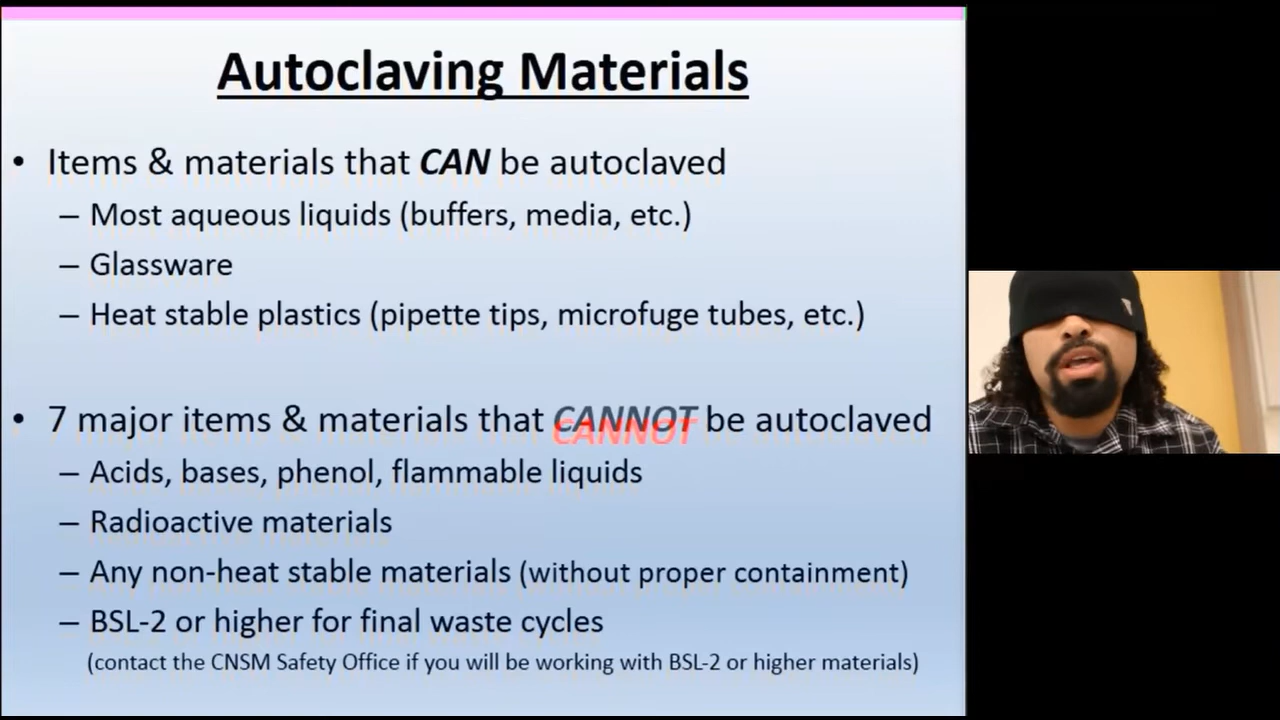 Autoclaving Materials
• Items & materials that CAN be autoclaved
– Most aqueous liquids (buffers, media, etc.)
– Glassware
– Heat stable plastics (pipette tips, microfuge tubes, etc.)
• 7 major items & materials that CANNOT be autoclaved
– Acids, bases, phenol, flammable liquids
– Radioactive materials
– Any non-heat stable materials (without proper containment)
– BSL-2 or higher for final waste cycles
(contact the CNSM Safety Office if you will be working with BSL-2 or higher materials)